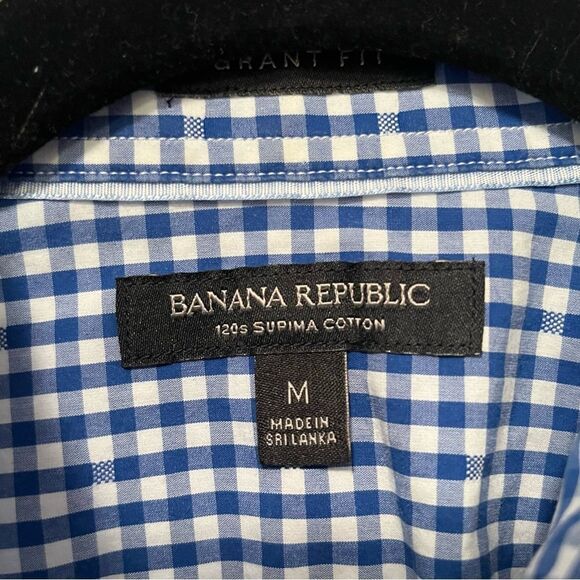 GRANT FIT
BANANA REPUBLIC
120s SUPIMA COTTON
M
MADE IN
SRI LANKA